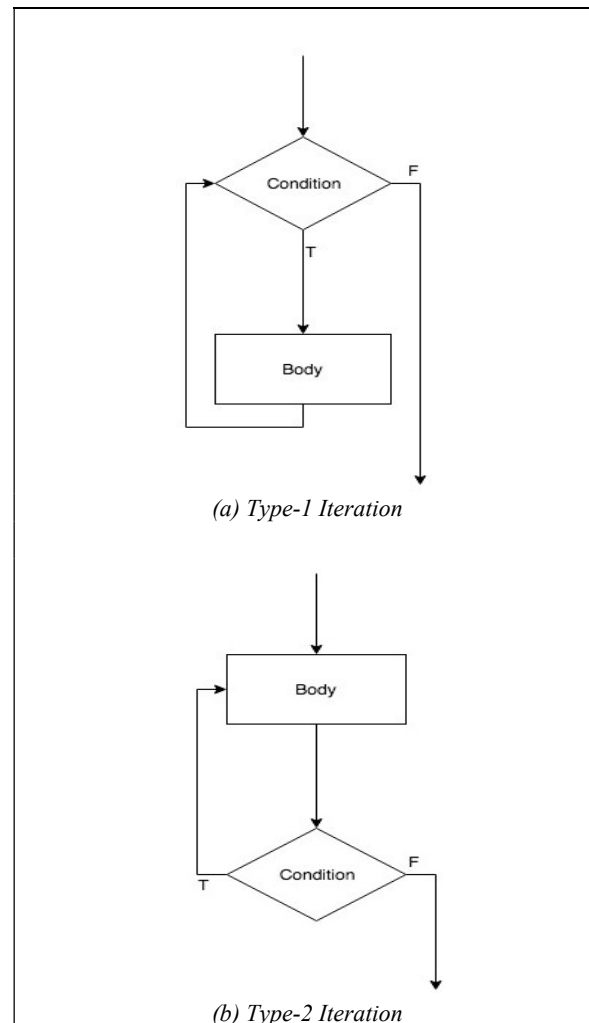 Condition
F
T
Body
(a) Type-1 Iteration
Body
Condition
F
T
(b) Type-2 Iteration